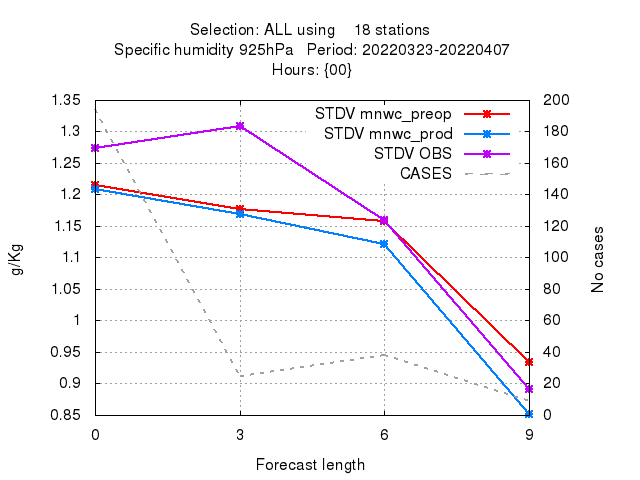 Selection: ALL using    18 stations
Specific humidity 925hPa   Period: 20220323-20220407
Hours: {00}
STDV mnwc_preop
STDV mnwc_prod
STDV OBS
CASES
g/Kg
1.35
1.3
1.25
1.2
1.15
1.1
1.05
1
0.95
0.9
0.85
No cases
200
180
160
140
120
100
80
60
40
20
0
0 3 6 9
Forecast length